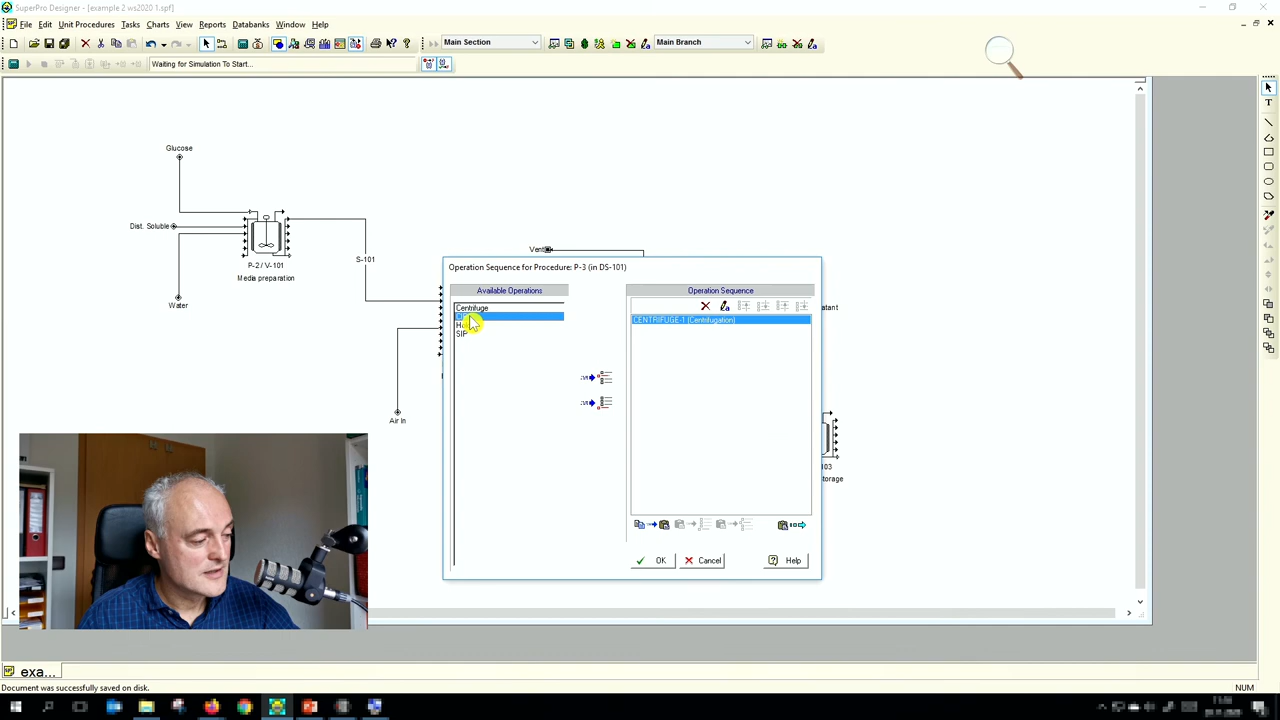 SuperPro Designer - [example 2 ws2020 1.spf]
File Edit Unit Procedures Tasks Charts View Reports Databanks Window Help
Main Section Main Branch
Waiting for Simulation To Start...
Glucose
Dist. Soluble
P-2 / V-101
Media preparation
Water
S-101
Vent
Air In
Operation Sequence for Procedure: P-3 (in DS-101)
Available Operations
Operation Sequence
Centrifuge
SIP
CENTRIFUGE-1 (Centrifugation)
OK Cancel Help
atant
103
torage
exa...
Document was successfully saved on disk.
NUM